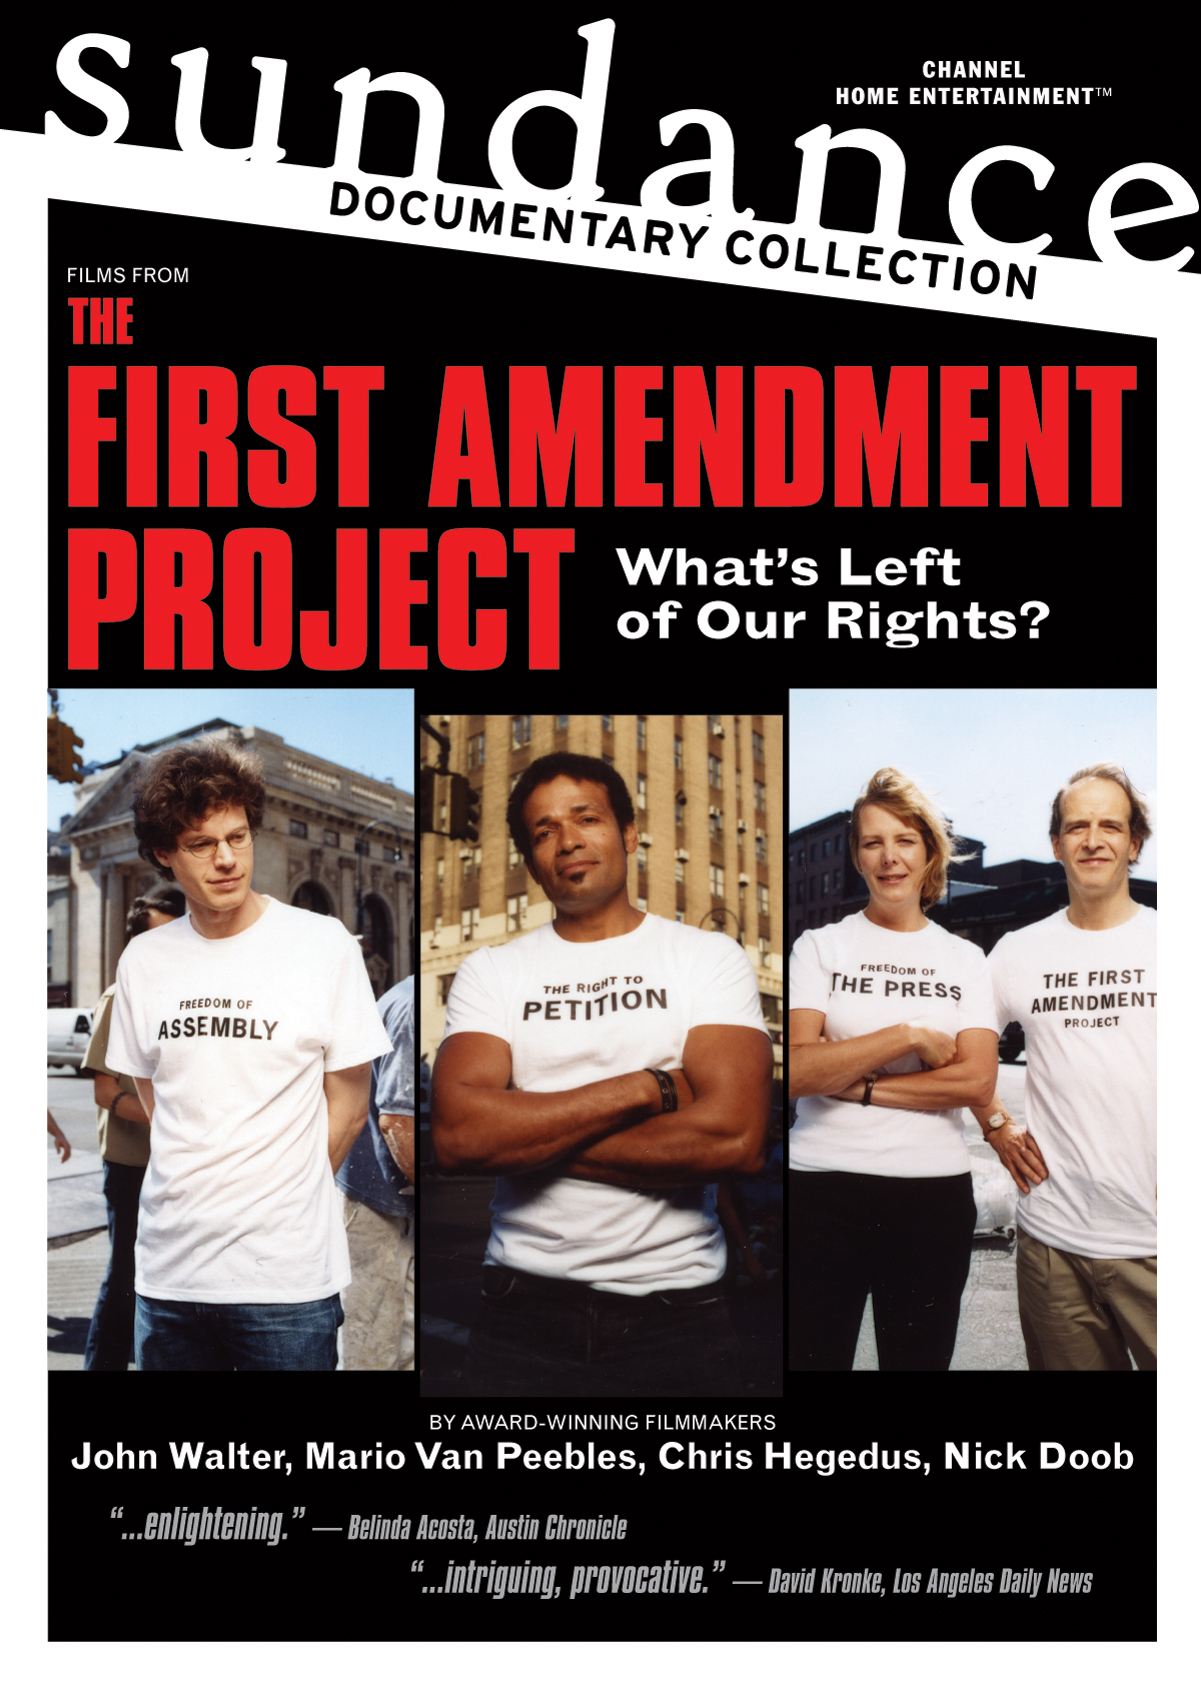 sundance
CHANNEL
HOME ENTERTAINMENT™
DOCUMENTARY COLLECTION
FILMS FROM
THE
FIRST AMENDMENT
PROJECT
What's Left
of Our Rights?
FREEDOM OF
ASSEMBLY
THE RIGHT TO
PETITION
FREEDOM OF
THE PRESS
THE FIRST
AMENDMENT
PROJECT
BY AWARD-WINNING FILMMAKERS
John Walter, Mario Van Peebles, Chris Hegedus, Nick Doob
“...enlightening.” — Belinda Acosta, Austin Chronicle
“...intriguing, provocative.” — David Kronke, Los Angeles Daily News